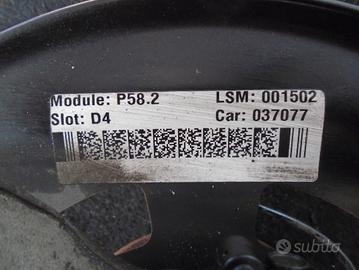 Module: P58.2 LSM: 001502
Slot: D4 Car: 037077
subito